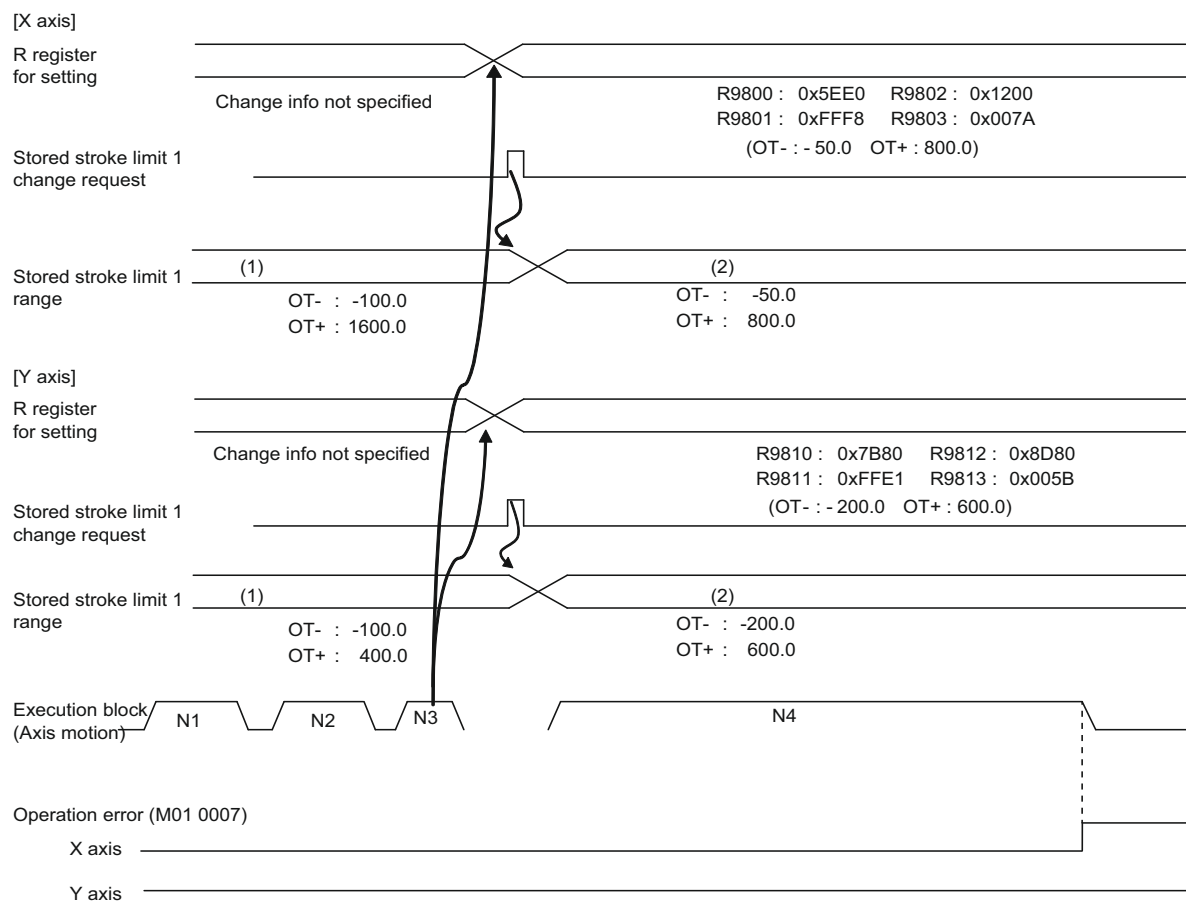 [X axis]
R register
for setting
Change info not specified
R9800 : 0x5EE0 R9802 : 0x1200
R9801 : 0xFFF8 R9803 : 0x007A
(OT- : - 50.0 OT+ : 800.0)
Stored stroke limit 1
change request
Stored stroke limit 1
range
(1)
(2)
OT- : -100.0
OT+ : 1600.0
OT- : -50.0
OT+ : 800.0
[Y axis]
R register
for setting
Change info not specified
R9810 : 0x7B80 R9812 : 0x8D80
R9811 : 0xFFE1 R9813 : 0x005B
(OT- : - 200.0 OT+ : 600.0)
Stored stroke limit 1
change request
Stored stroke limit 1
range
(1)
(2)
OT- : -100.0
OT+ : 400.0
OT- : -200.0
OT+ : 600.0
Execution block
(Axis motion)
N1
N2
N3
N4
Operation error (M01 0007)
X axis
Y axis